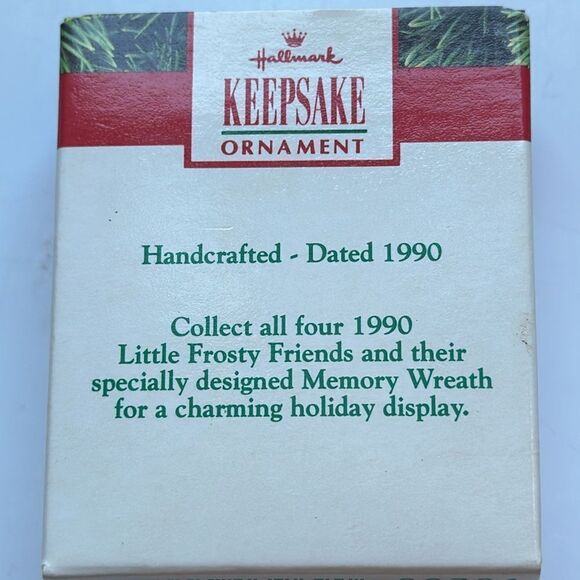 Hallmark
KEEPSAKE
ORNAMENT
Handcrafted - Dated 1990
Collect all four 1990
Little Frosty Friends and their
specially designed Memory Wreath
for a charming holiday display.